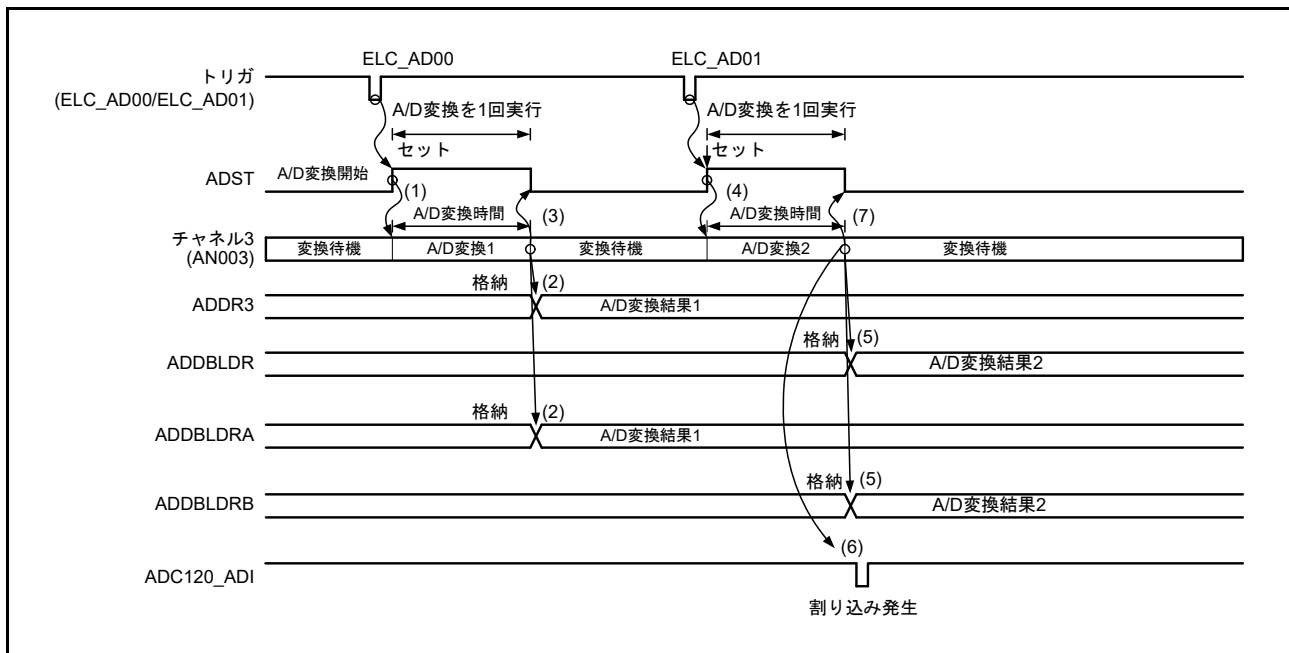 ELC_AD00
ELC_AD01
トリガ
(ELC_AD00/ELC_AD01)
A/D変換を1回実行
A/D変換を1回実行
セット
セット
ADST
A/D変換開始
(1)
(4)
A/D変換時間
(3)
A/D変換時間
(7)
チャネル3
(AN003)
変換待機
A/D変換1
変換待機
A/D変換2
変換待機
格納
(2)
ADDR3
A/D変換結果1
格納
(5)
ADDBLDR
A/D変換結果2
格納
(2)
ADDBLDRA
A/D変換結果1
格納
(5)
ADDBLDRB
A/D変換結果2
(6)
ADC120_ADI
割り込み発生